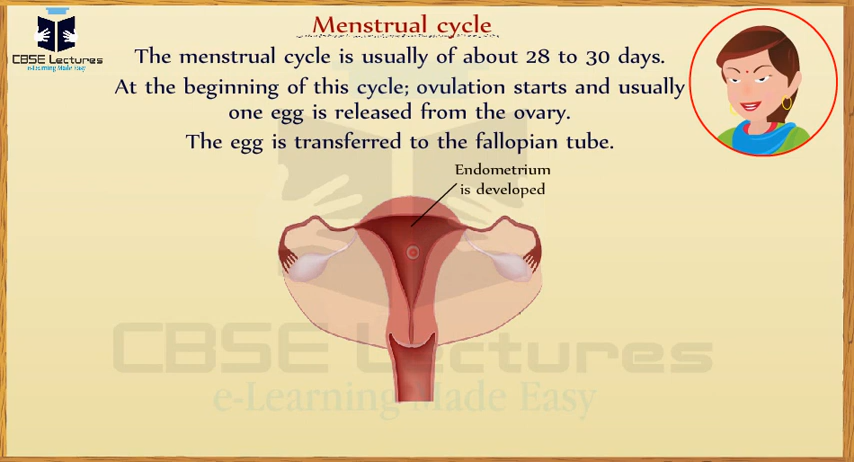 Menstrual cycle
CBSE Lectures
e-Learning Made Easy
The menstrual cycle is usually of about 28 to 30 days.
At the beginning of this cycle; ovulation starts and usually
one egg is released from the ovary.
The egg is transferred to the fallopian tube.
Endometrium
is developed
CBSE Lectures
e-Learning Made Easy